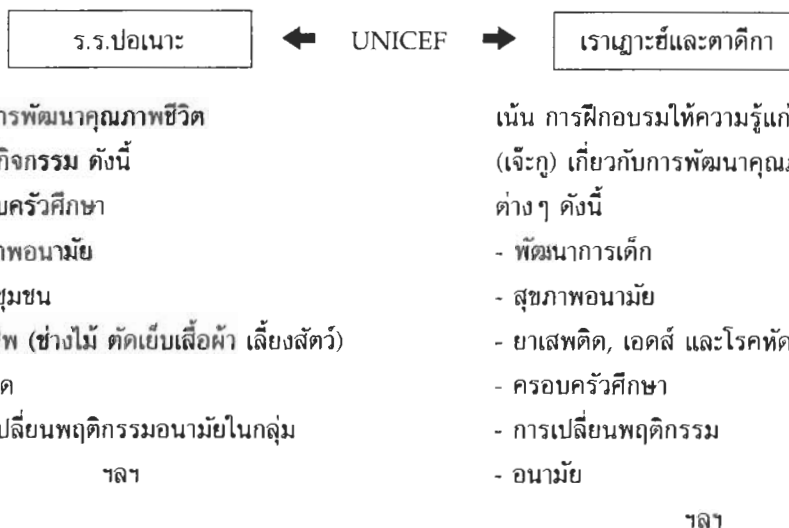 ร.ร.ปอเนาะ
UNICEF
เราเฎาะฮ์และตาดีกา
การพัฒนาคุณภาพชีวิต
กิจกรรม ดังนี้
บครัวศึกษา
าพอนามัย
ชุมชน
พ (ช่างไม้ ตัดเย็บเสื้อผ้า เลี้ยงสัตว์)
ด
ปลี่ยนพฤติกรรมอนามัยในกลุ่ม
ฯลฯ
เน้น การฝึกอบรมให้ความรู้แก่
(เจ๊ะกู) เกี่ยวกับการพัฒนาคุณภ
ต่าง ๆ ดังนี้
- พัฒนาการเด็ก
- สุขภาพอนามัย
- ยาเสพติด, เอดส์ และโรคหัด
- ครอบครัวศึกษา
- การเปลี่ยนพฤติกรรม
- อนามัย
ฯลฯ